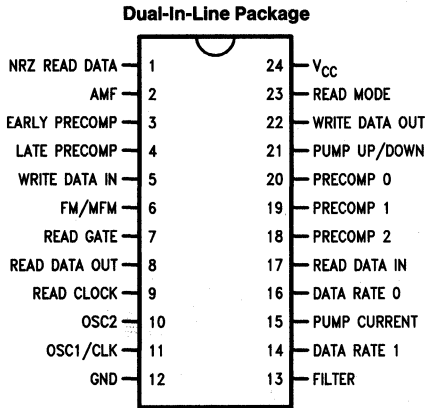 Dual-In-Line Package
NRZ READ DATA 1 24 VCC
AMF 2 23 READ MODE
EARLY PRECOMP 3 22 WRITE DATA OUT
LATE PRECOMP 4 21 PUMP UP/DOWN
WRITE DATA IN 5 20 PRECOMP 0
FM/MFM 6 19 PRECOMP 1
READ GATE 7 18 PRECOMP 2
READ DATA OUT 8 17 READ DATA IN
READ CLOCK 9 16 DATA RATE 0
OSC2 10 15 PUMP CURRENT
OSC1/CLK 11 14 DATA RATE 1
GND 12 13 FILTER